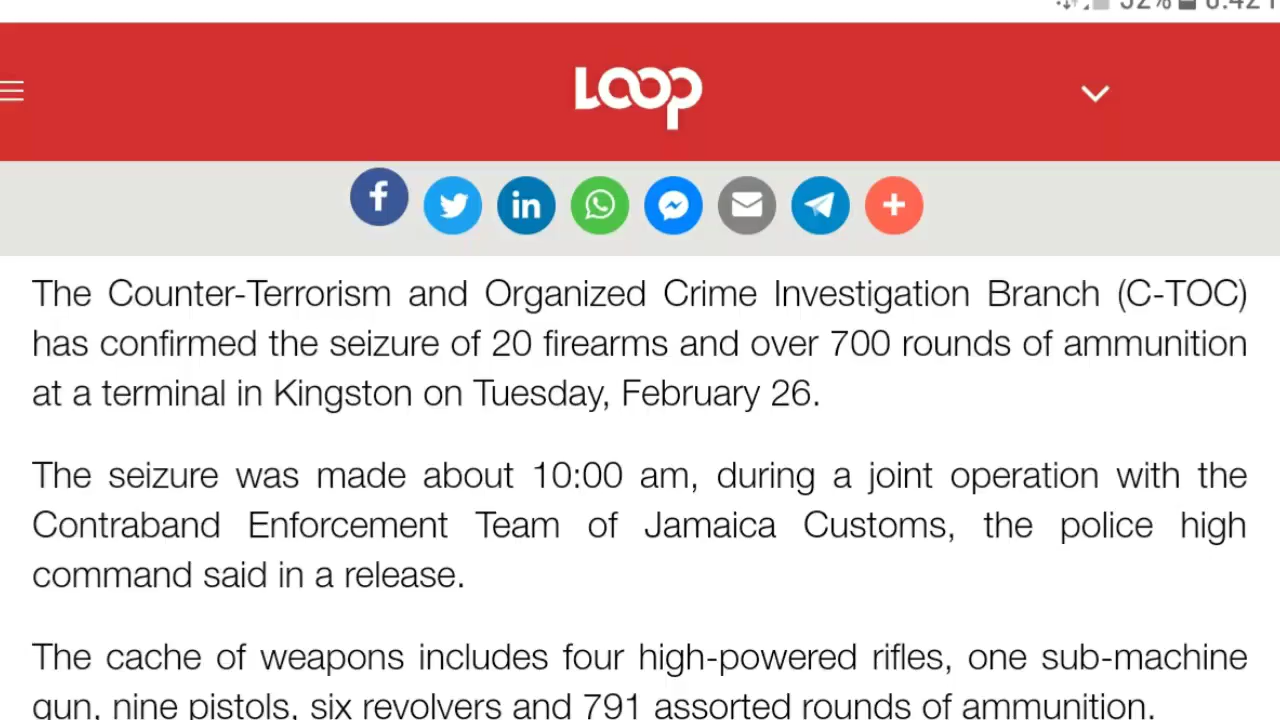 52%
LOOP
The Counter-Terrorism and Organized Crime Investigation Branch (C-TOC)
has confirmed the seizure of 20 firearms and over 700 rounds of ammunition
at a terminal in Kingston on Tuesday, February 26.
The seizure was made about 10:00 am, during a joint operation with the
Contraband Enforcement Team of Jamaica Customs, the police high
command said in a release.
The cache of weapons includes four high-powered rifles, one sub-machine
gun, nine pistols, six revolvers and 791 assorted rounds of ammunition.